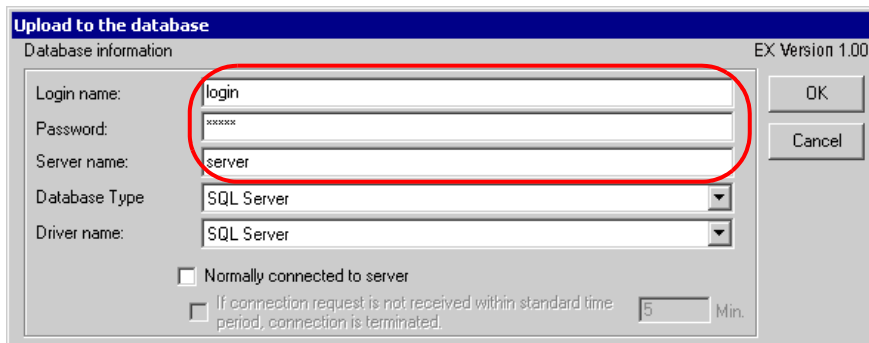 Upload to the database
Database information
EX Version 1.00
Login name:
login
OK
Password:
×××××
Cancel
Server name:
server
Database Type
SQL Server
Driver name:
SQL Server
Normally connected to server
If connection request is not received within standard time
period, connection is terminated.
5
Min.